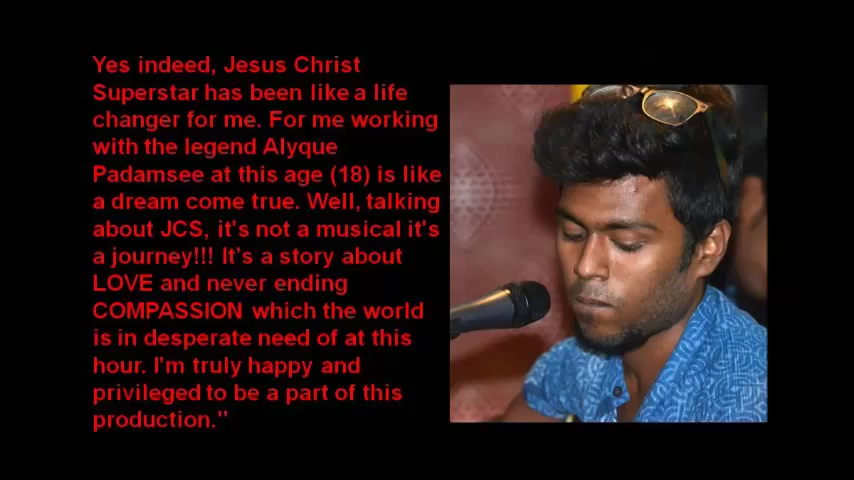 Yes indeed, Jesus Christ
Superstar has been like a life
changer for me. For me working
with the legend Alyque
Padamsee at this age (18) is like
a dream come true. Well, talking
about JCS, it's not a musical it's
a journey!!! It's a story about
LOVE and never ending
COMPASSION which the world
is in desperate need of at this
hour. I'm truly happy and
privileged to be a part of this
production."